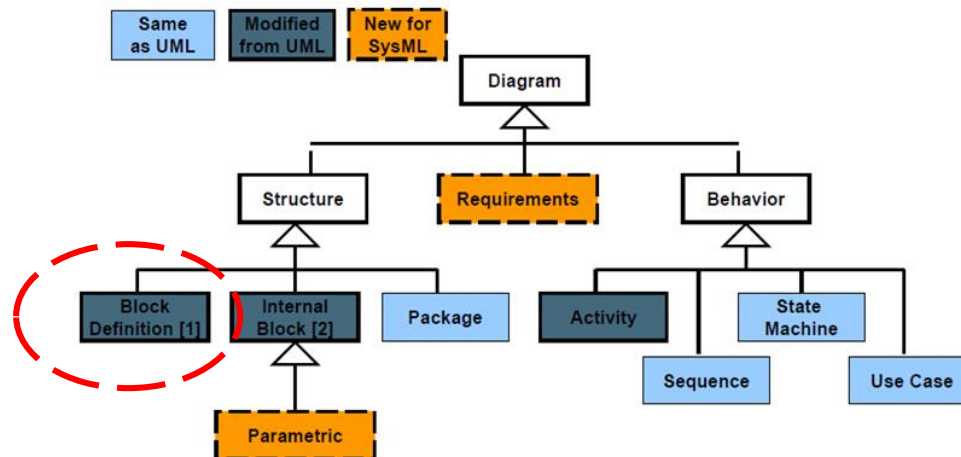 Same
as UML
Modified
from UML
New for
SysML
Diagram
Structure
Requirements
Behavior
Block
Definition [1]
Internal
Block [2]
Package
Activity
State
Machine
Sequence
Use Case
Parametric